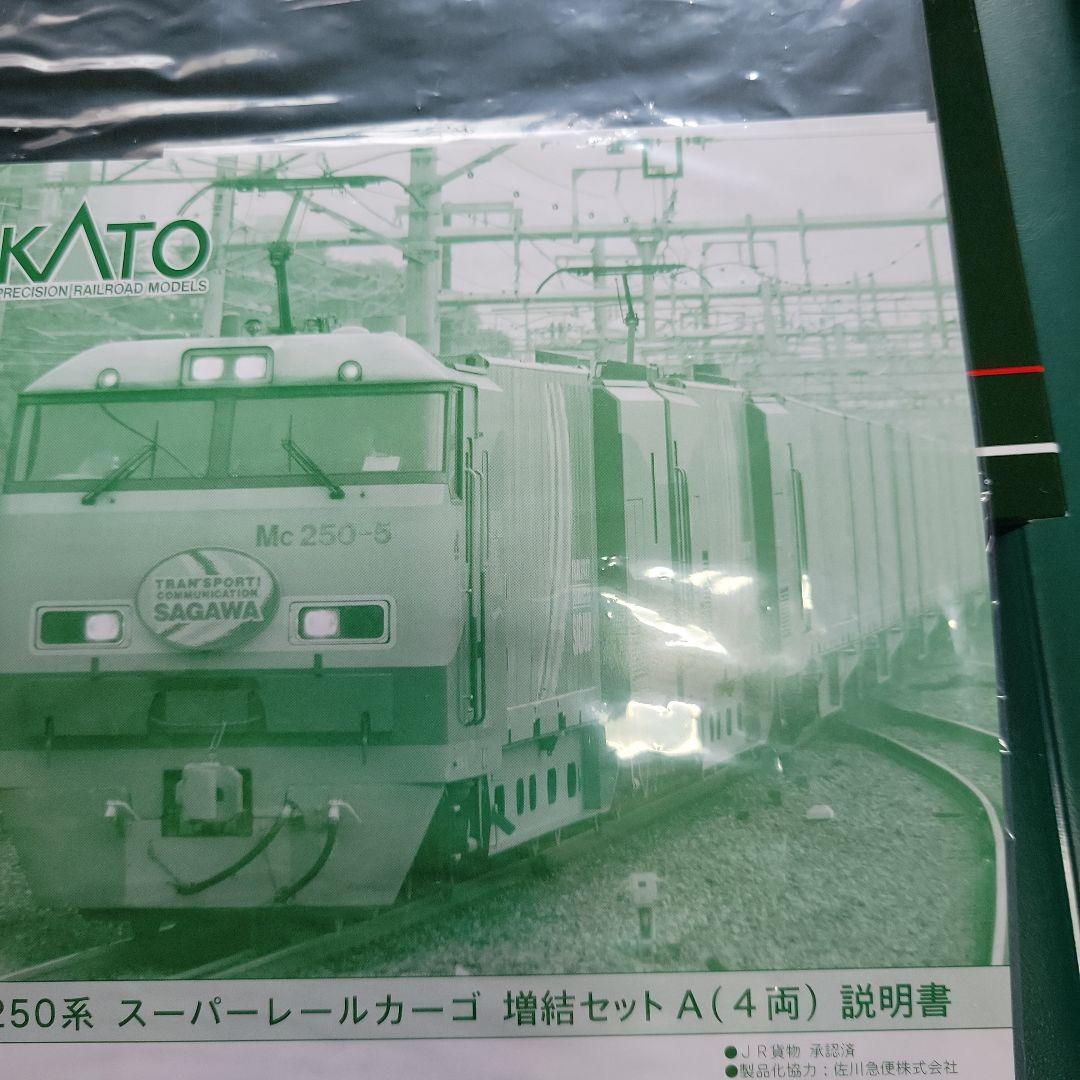 KATO
PRECISION RAILROAD MODELS
Mc 250-5
TRANSPORT!
COMMUNICATION
SAGAWA
250系 スーパーレールカーゴ 増結セット A(4両) 説明書
●JR貨物 承認済
●製品化協力:佐川急便株式会社